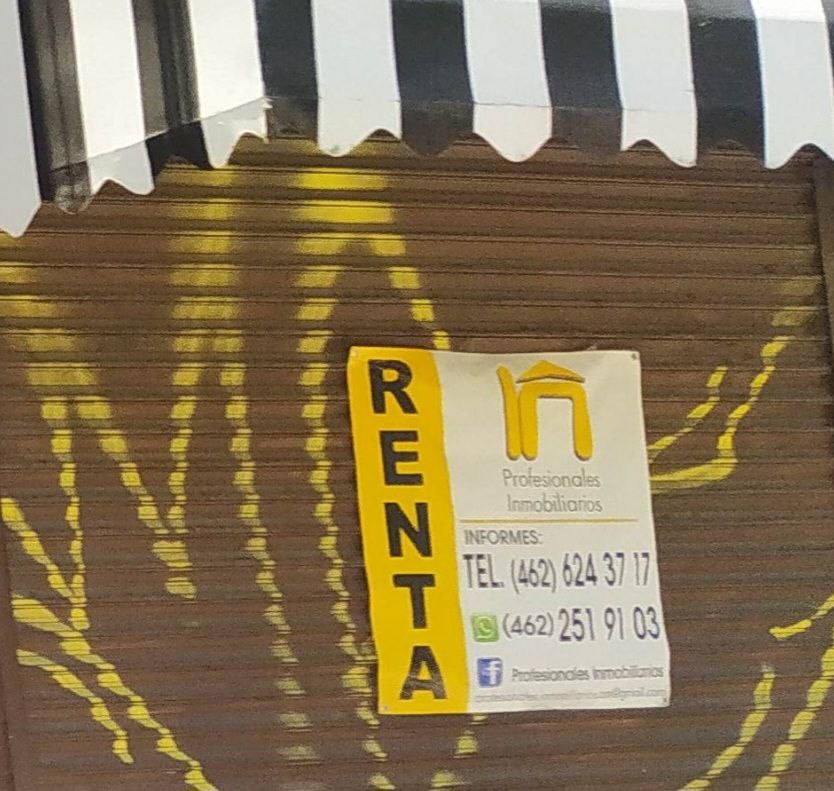 RENTA
Profesionales
Inmobiliarios
INFORMES:
TEL. (462) 624 37 17
(462) 251 91 03
Profesionales Inmobiliarios